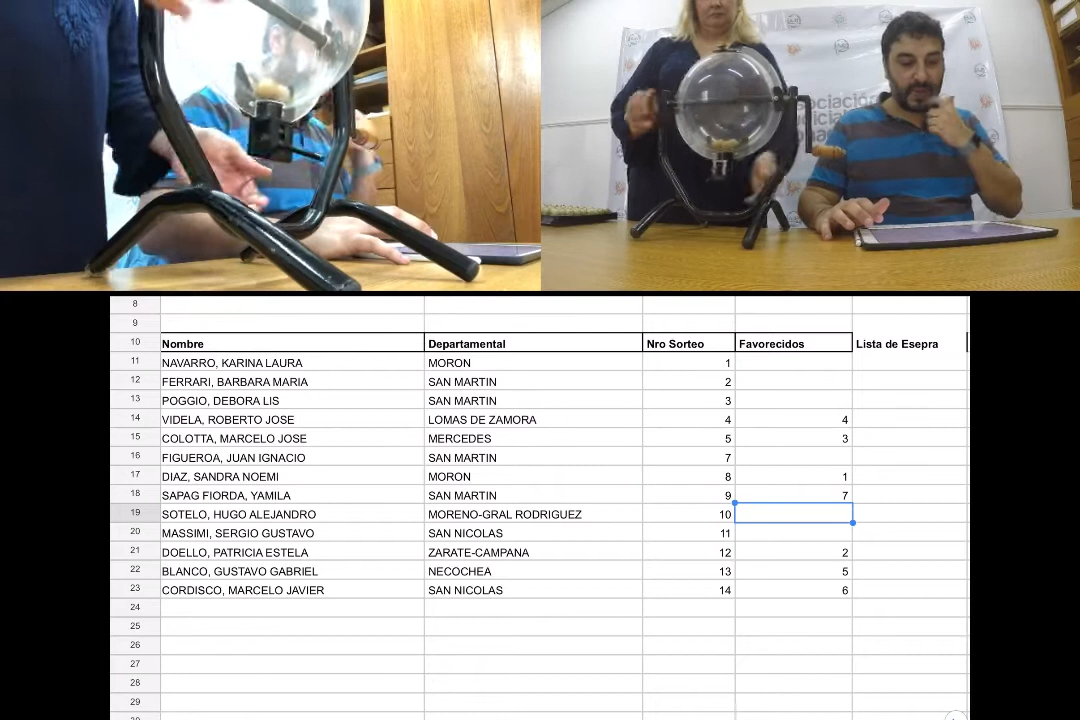 sociación
udiciale
onae
8
9
10 Nombre Departamental Nro Sorteo Favorecidos Lista de Esepra
11 NAVARRO, KARINA LAURA MORON 1
12 FERRARI, BARBARA MARIA SAN MARTIN 2
13 POGGIO, DEBORA LIS SAN MARTIN 3
14 VIDELA, ROBERTO JOSE LOMAS DE ZAMORA 4 4
15 COLOTTA, MARCELO JOSE MERCEDES 5 3
16 FIGUEROA, JUAN IGNACIO SAN MARTIN 7
17 DIAZ, SANDRA NOEMI MORON 8 1
18 SAPAG FIORDA, YAMILA SAN MARTIN 9 7
19 SOTELO, HUGO ALEJANDRO MORENO-GRAL RODRIGUEZ 10
20 MASSIMI, SERGIO GUSTAVO SAN NICOLAS 11
21 DOELLO, PATRICIA ESTELA ZARATE-CAMPANA 12 2
22 BLANCO, GUSTAVO GABRIEL NECOCHEA 13 5
23 CORDISCO, MARCELO JAVIER SAN NICOLAS 14 6
24
25
26
27
28
29